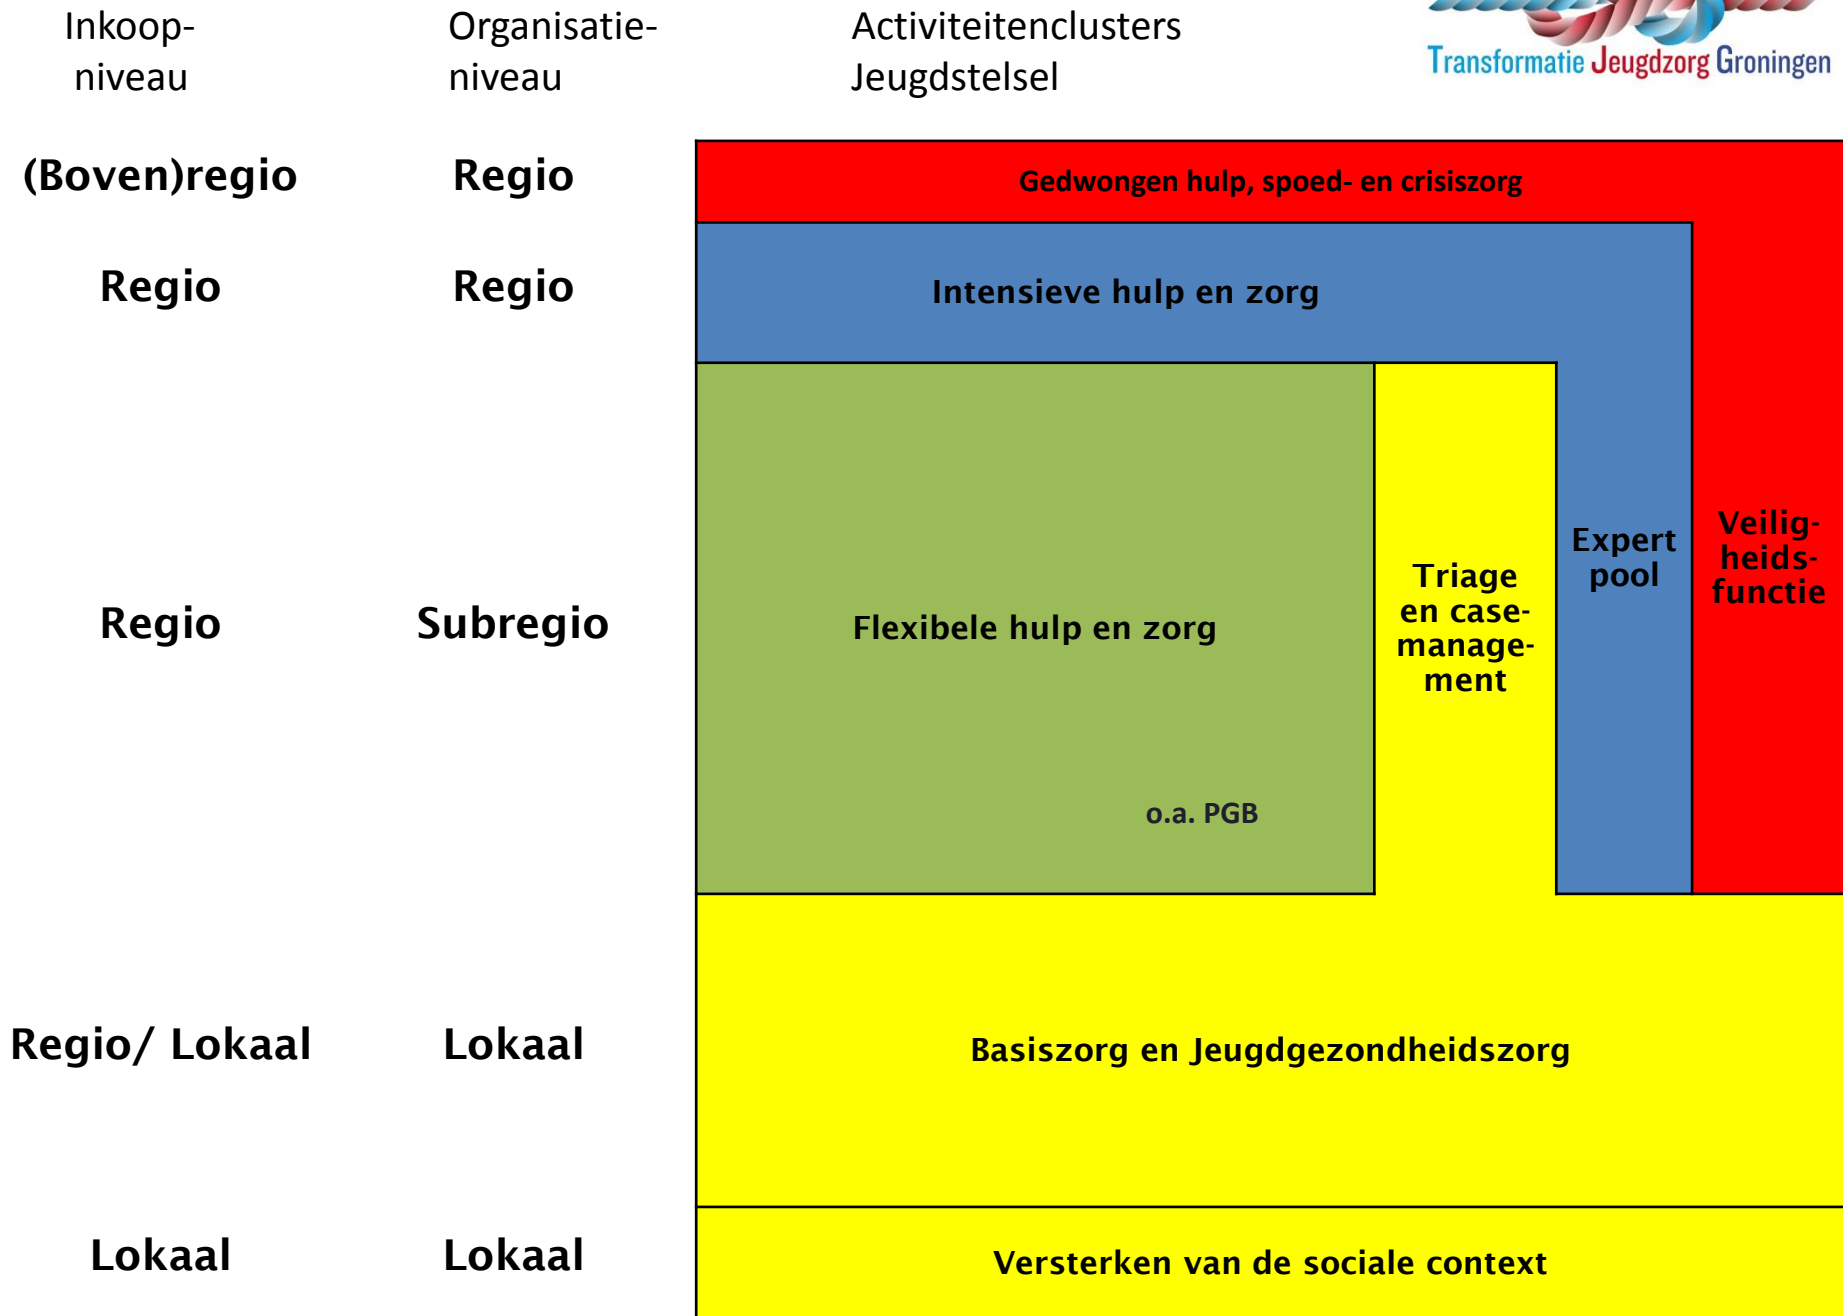 Inkoop-
niveau
Organisatie-
niveau
Activiteitenclusters
Jeugdstelsel
Transformatie Jeugdzorg Groningen
(Boven)regio
Regio
Gedwongen hulp, spoed- en crisiszorg
Regio
Regio
Intensieve hulp en zorg
Regio
Subregio
Flexibele hulp en zorg
o.a. PGB
Triage
en case-
manage-
ment
Expert
pool
Veilig-
heids-
functie
Regio/ Lokaal
Lokaal
Basiszorg en Jeugdgezondheidszorg
Lokaal
Lokaal
Versterken van de sociale context